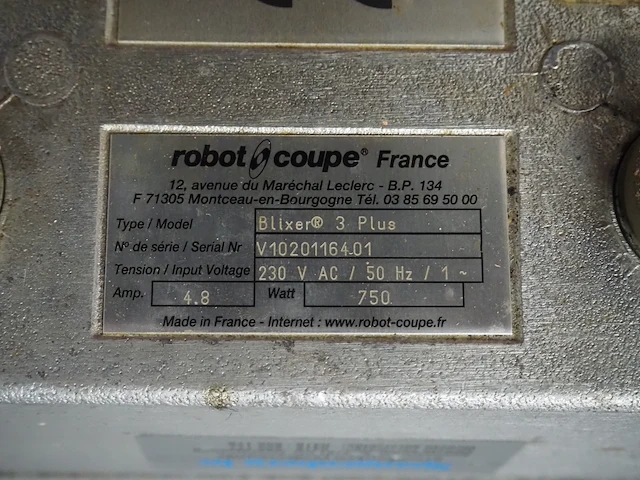 robot coupe® France
12, avenue du Maréchal Leclerc - B.P. 134
F 71305 Montceau-en-Bourgogne Tél. 03 85 69 50 00
Type / Model Blixer® 3 Plus
N° de série / Serial Nr V1020116401
Tension / Input Voltage 230 V AC / 50 Hz / 1 ~
Amp. 4.8 Watt 750
Made in France - Internet : www.robot-coupe.fr